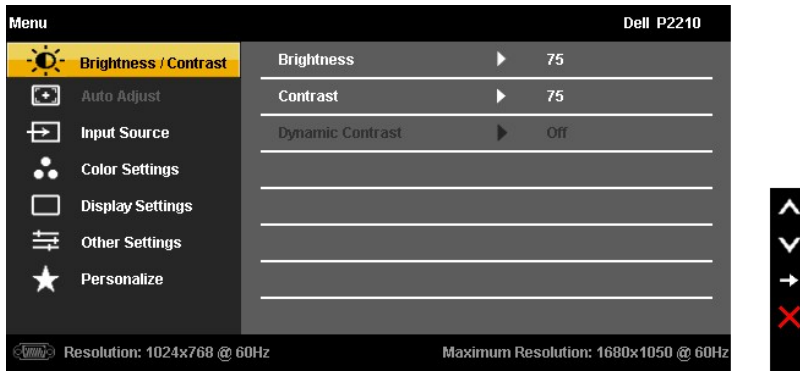 Menu Dell P2210
Brightness / Contrast Brightness 75
Auto Adjust Contrast 75
Input Source Dynamic Contrast Off
Color Settings
Display Settings
Other Settings
Personalize
Resolution: 1024x768 @ 60Hz Maximum Resolution: 1680x1050 @ 60Hz